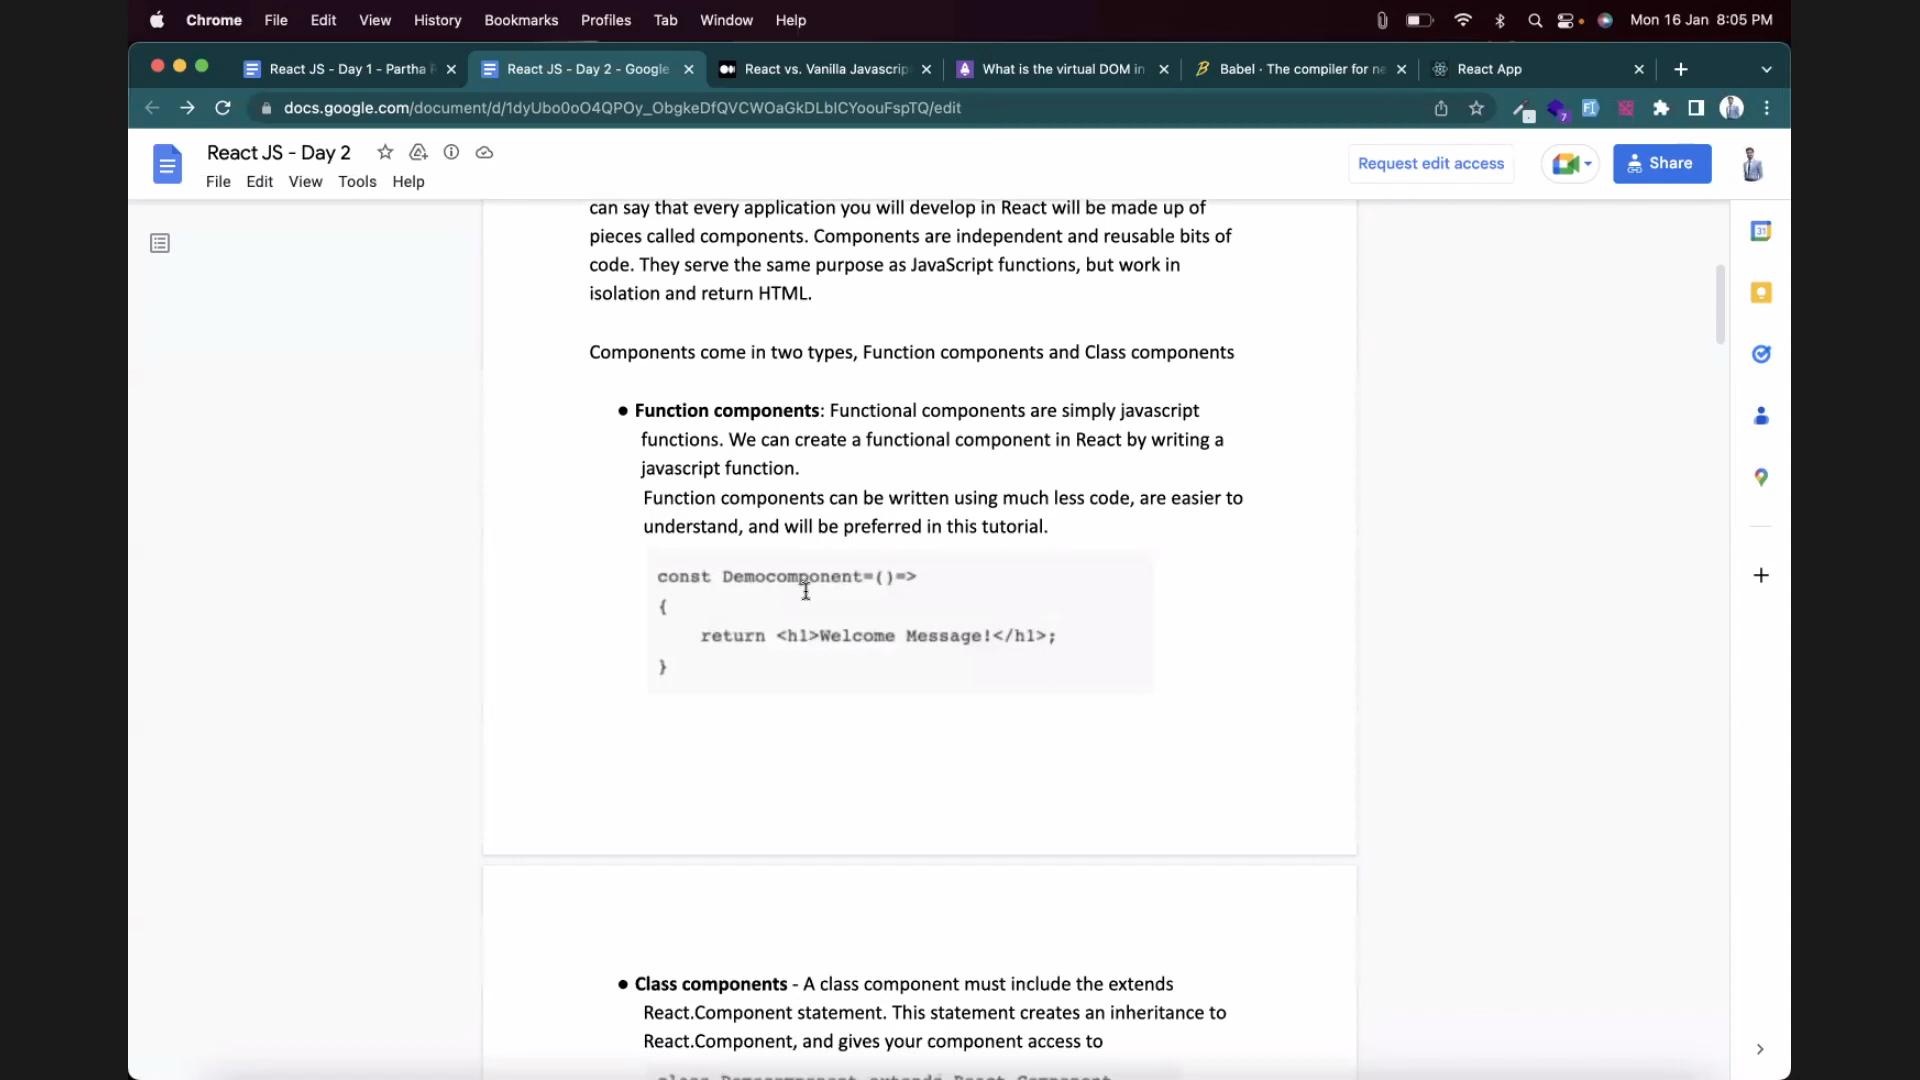 Chrome File Edit View History Bookmarks Profiles Tab Window Help Mon 16 Jan 8:05 PM
React JS - Day 1 - Partha React JS - Day 2 - Google React vs. Vanilla Javascrip What is the virtual DOM in Babel · The compiler for ne React App
docs.google.com/document/d/1dyUbo0oO4QPOy_ObgkeDfQVCWOaGkDLbICYoouFspTQ/edit
7
React JS - Day 2
Request edit access
Share
File Edit View Tools Help
31
can say that every application you will develop in React will be made up of
pieces called components. Components are independent and reusable bits of
code. They serve the same purpose as JavaScript functions, but work in
isolation and return HTML.
Components come in two types, Function components and Class components
● Function components: Functional components are simply javascript
functions. We can create a functional component in React by writing a
javascript function.
Function components can be written using much less code, are easier to
understand, and will be preferred in this tutorial.
const Democomponent=()=>
{
return <h1>Welcome Message!</h1>;
}
● Class components - A class component must include the extends
React.Component statement. This statement creates an inheritance to
React.Component, and gives your component access to
class Democomponent extends React.Component